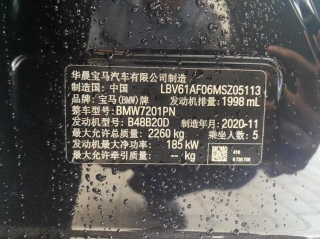 华晨宝马汽车有限公司制造
制造国: 中国 LBV61AF06MSZ05113
品牌: 宝马(BMW)牌 发动机排量: 1998 mL
整车型号: BMW7201PN
发动机型号: B48B20D 制造年月: 2020-11
最大允许总质量: 2260 kg 乘坐人数: 5
发动机最大净功率: 185 kW
最大允许牵引质量: -- kg